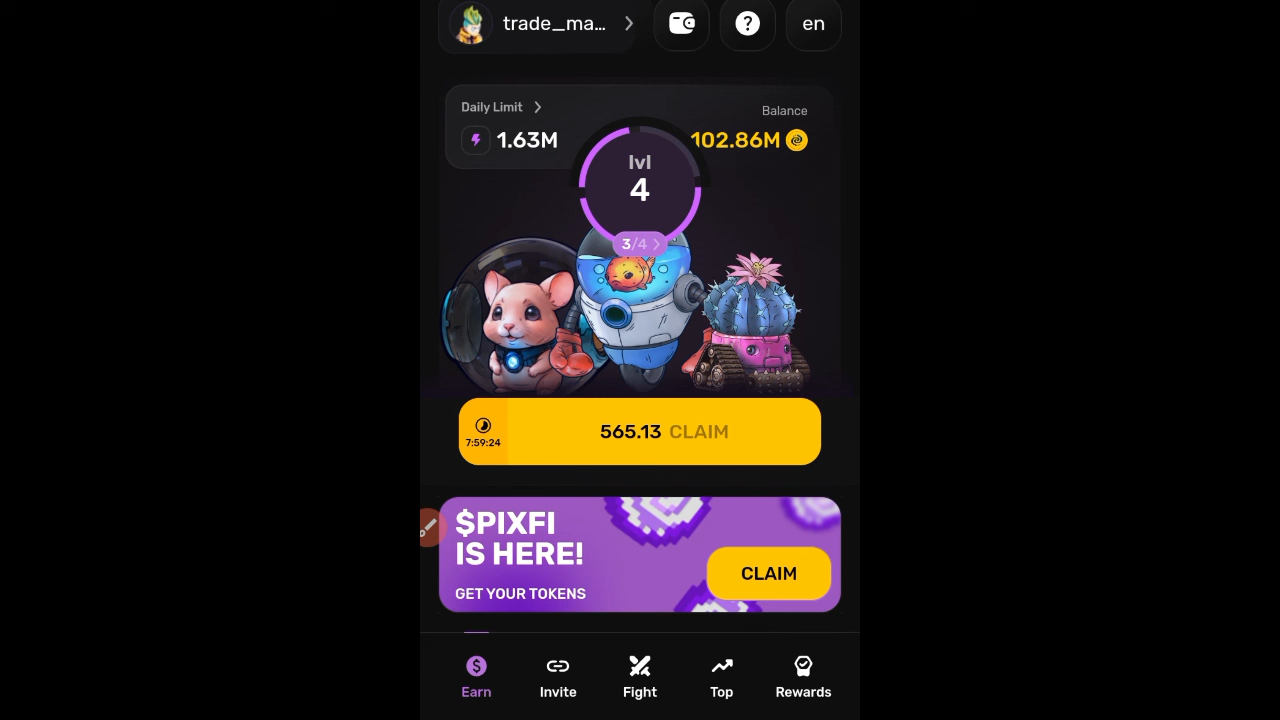 trade_ma...
en
Daily Limit
Balance
1.63M
102.86M
lvl
4
3/4
7:59:24
565.13 CLAIM
$PIXFI
IS HERE!
GET YOUR TOKENS
CLAIM
Earn
Invite
Fight
Top
Rewards